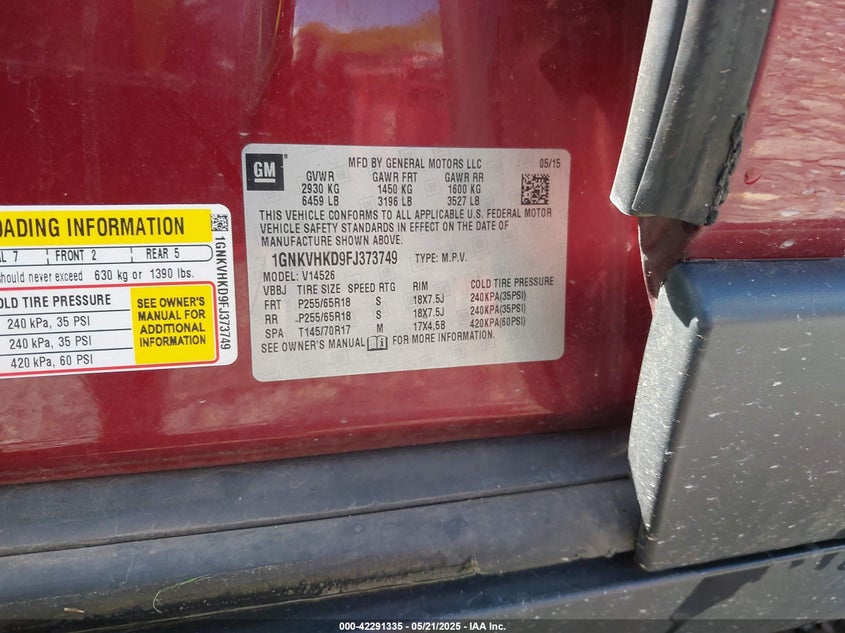 OADING INFORMATION
AL 7 FRONT 2 REAR 5
should never exceed 630 kg or 1390 lbs.
OLD TIRE PRESSURE
240 kPa, 35 PSI
240 kPa, 35 PSI
420 kPa, 60 PSI
SEE OWNER'S
MANUAL FOR
ADDITIONAL
INFORMATION
1GNKVHKD9FJ373749
GM
MFD BY GENERAL MOTORS LLC 05/15
GVWR GAWR FRT GAWR RR
2930 KG 1450 KG 1600 KG
6459 LB 3196 LB 3527 LB
THIS VEHICLE CONFORMS TO ALL APPLICABLE U.S. FEDERAL MOTOR
VEHICLE SAFETY STANDARDS IN EFFECT ON THE DATE OF
MANUFACTURE SHOWN ABOVE.
1GNKVHKD9FJ373749 TYPE: M.P.V.
MODEL: V14526
VBBJ TIRE SIZE SPEED RTG RIM COLD TIRE PRESSURE
FRT P255/65R18 S 18X7.5J 240KPA(35PSI)
RR P255/65R18 S 18X7.5J 240KPA(35PSI)
SPA T145/70R17 M 17X4.5B 420KPA(60PSI)
SEE OWNER'S MANUAL FOR MORE INFORMATION.
000-42291335 - 05/21/2025 - IAA Inc.